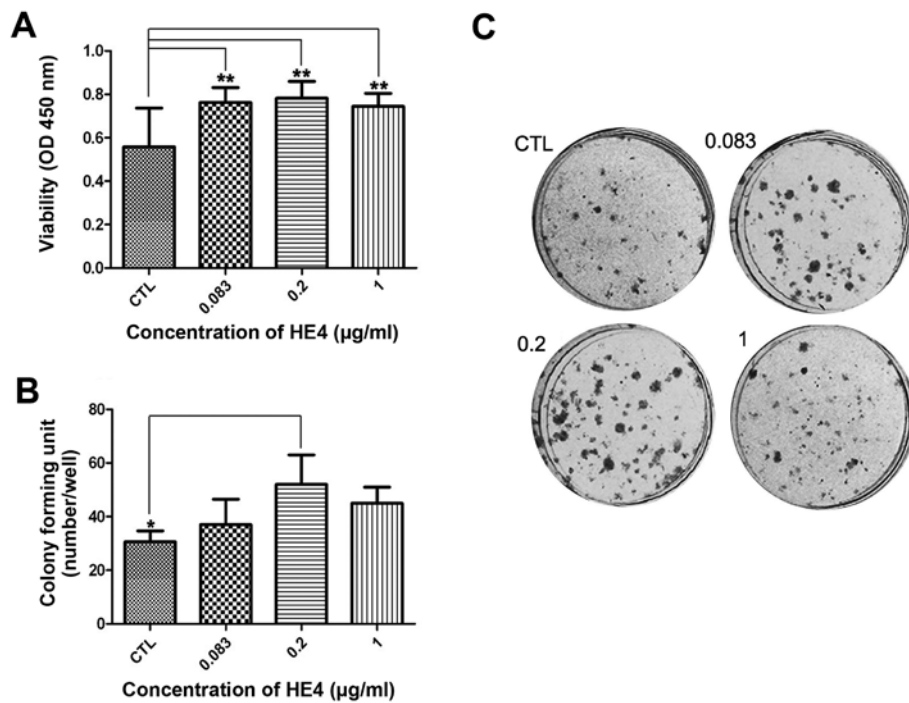 A
Viability (OD 450 nm)
1.0
0.8
0.6
0.4
0.2
0.0
**
**
**
CTL
0.083
0.2
1
Concentration of HE4 (µg/ml)
B
Colony forming unit
(number/well)
80
60
40
20
0
*
CTL
0.083
0.2
1
Concentration of HE4 (µg/ml)
C
CTL
0.083
0.2
1